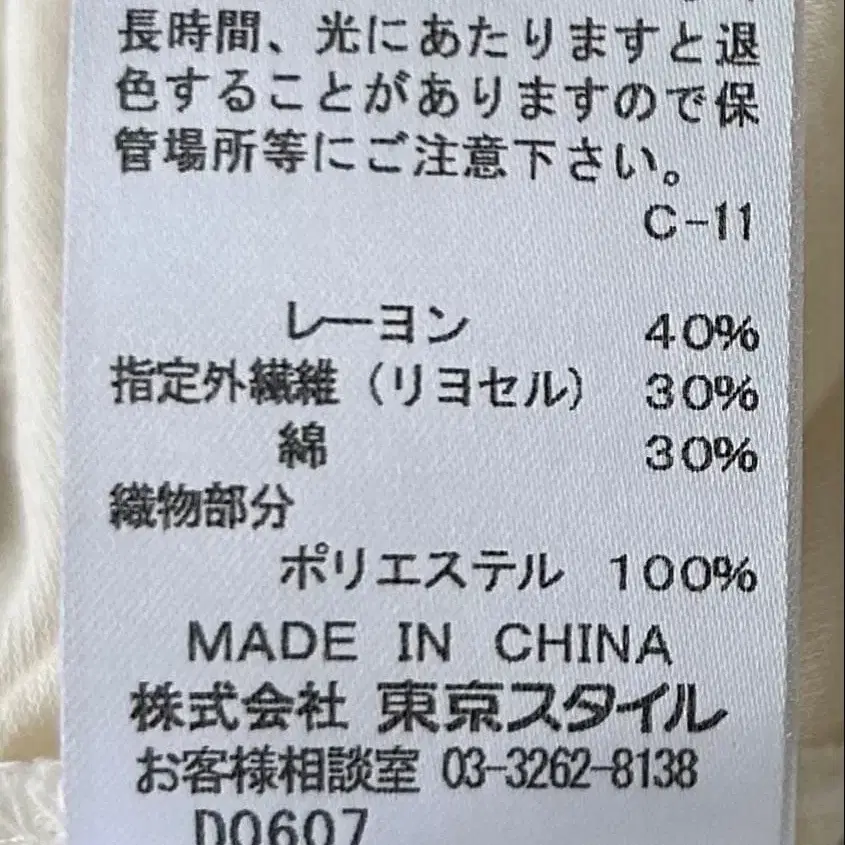 長時間、光にあたりますと退
色することがありますので保
管場所等にご注意下さい。
C-11
レーヨン 40%
指定外繊維（リヨセル） 30%
綿 30%
織物部分
ポリエステル 100%
MADE IN CHINA
株式会社 東京スタイル
お客様相談室 03-3262-8138
D0607